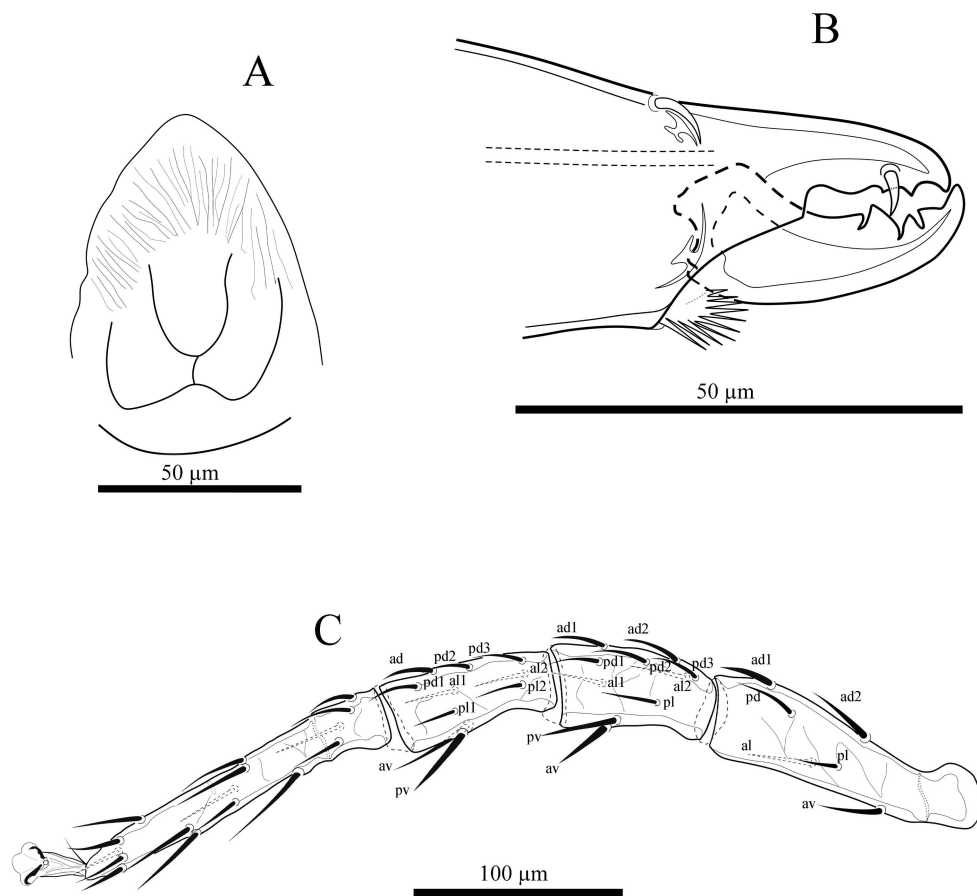 A
B
50 µm
50 µm
C
ad
pd2
pd3
pd1
al1
al2
pl2
pl1
av
pv
ad1
ad2
pd1
pd2
pd3
al1
al2
pl
pv
av
ad1
ad2
pd
al
pl
av
100 µm